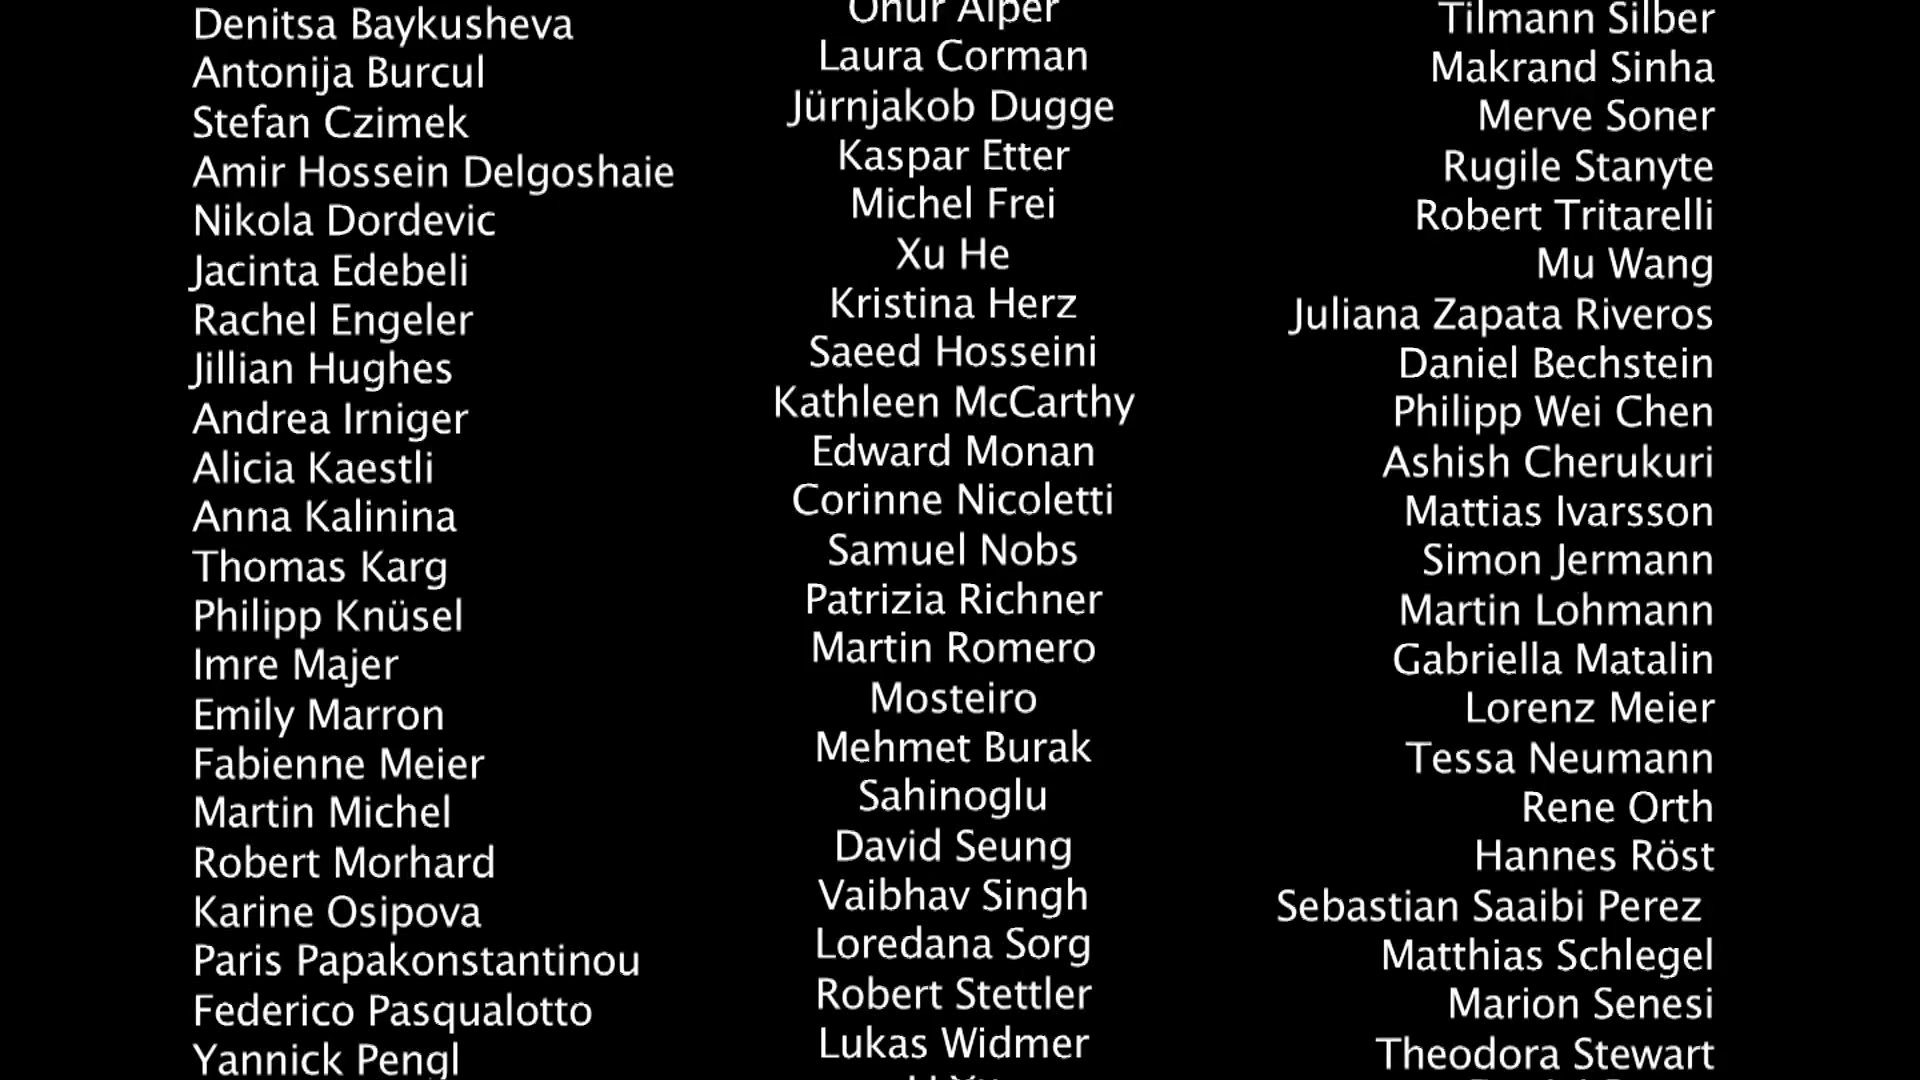 Denitsa Baykusheva
Antonija Burcul
Stefan Czimek
Amir Hossein Delgoshaie
Nikola Dordevic
Jacinta Edebeli
Rachel Engeler
Jillian Hughes
Andrea Irniger
Alicia Kaestli
Anna Kalinina
Thomas Karg
Philipp Knüsel
Imre Majer
Emily Marron
Fabienne Meier
Martin Michel
Robert Morhard
Karine Osipova
Paris Papakonstantinou
Federico Pasqualotto
Yannick Pengl
Onur Alper
Laura Corman
Jürnjakob Dugge
Kaspar Etter
Michel Frei
Xu He
Kristina Herz
Saeed Hosseini
Kathleen McCarthy
Edward Monan
Corinne Nicoletti
Samuel Nobs
Patrizia Richner
Martin Romero
Mosteiro
Mehmet Burak
Sahinoglu
David Seung
Vaibhav Singh
Loredana Sorg
Robert Stettler
Lukas Widmer
Tilmann Silber
Makrand Sinha
Merve Soner
Rugile Stanyte
Robert Tritarelli
Mu Wang
Juliana Zapata Riveros
Daniel Bechstein
Philipp Wei Chen
Ashish Cherukuri
Mattias Ivarsson
Simon Jermann
Martin Lohmann
Gabriella Matalin
Lorenz Meier
Tessa Neumann
Rene Orth
Hannes Röst
Sebastian Saaibi Perez
Matthias Schlegel
Marion Senesi
Theodora Stewart